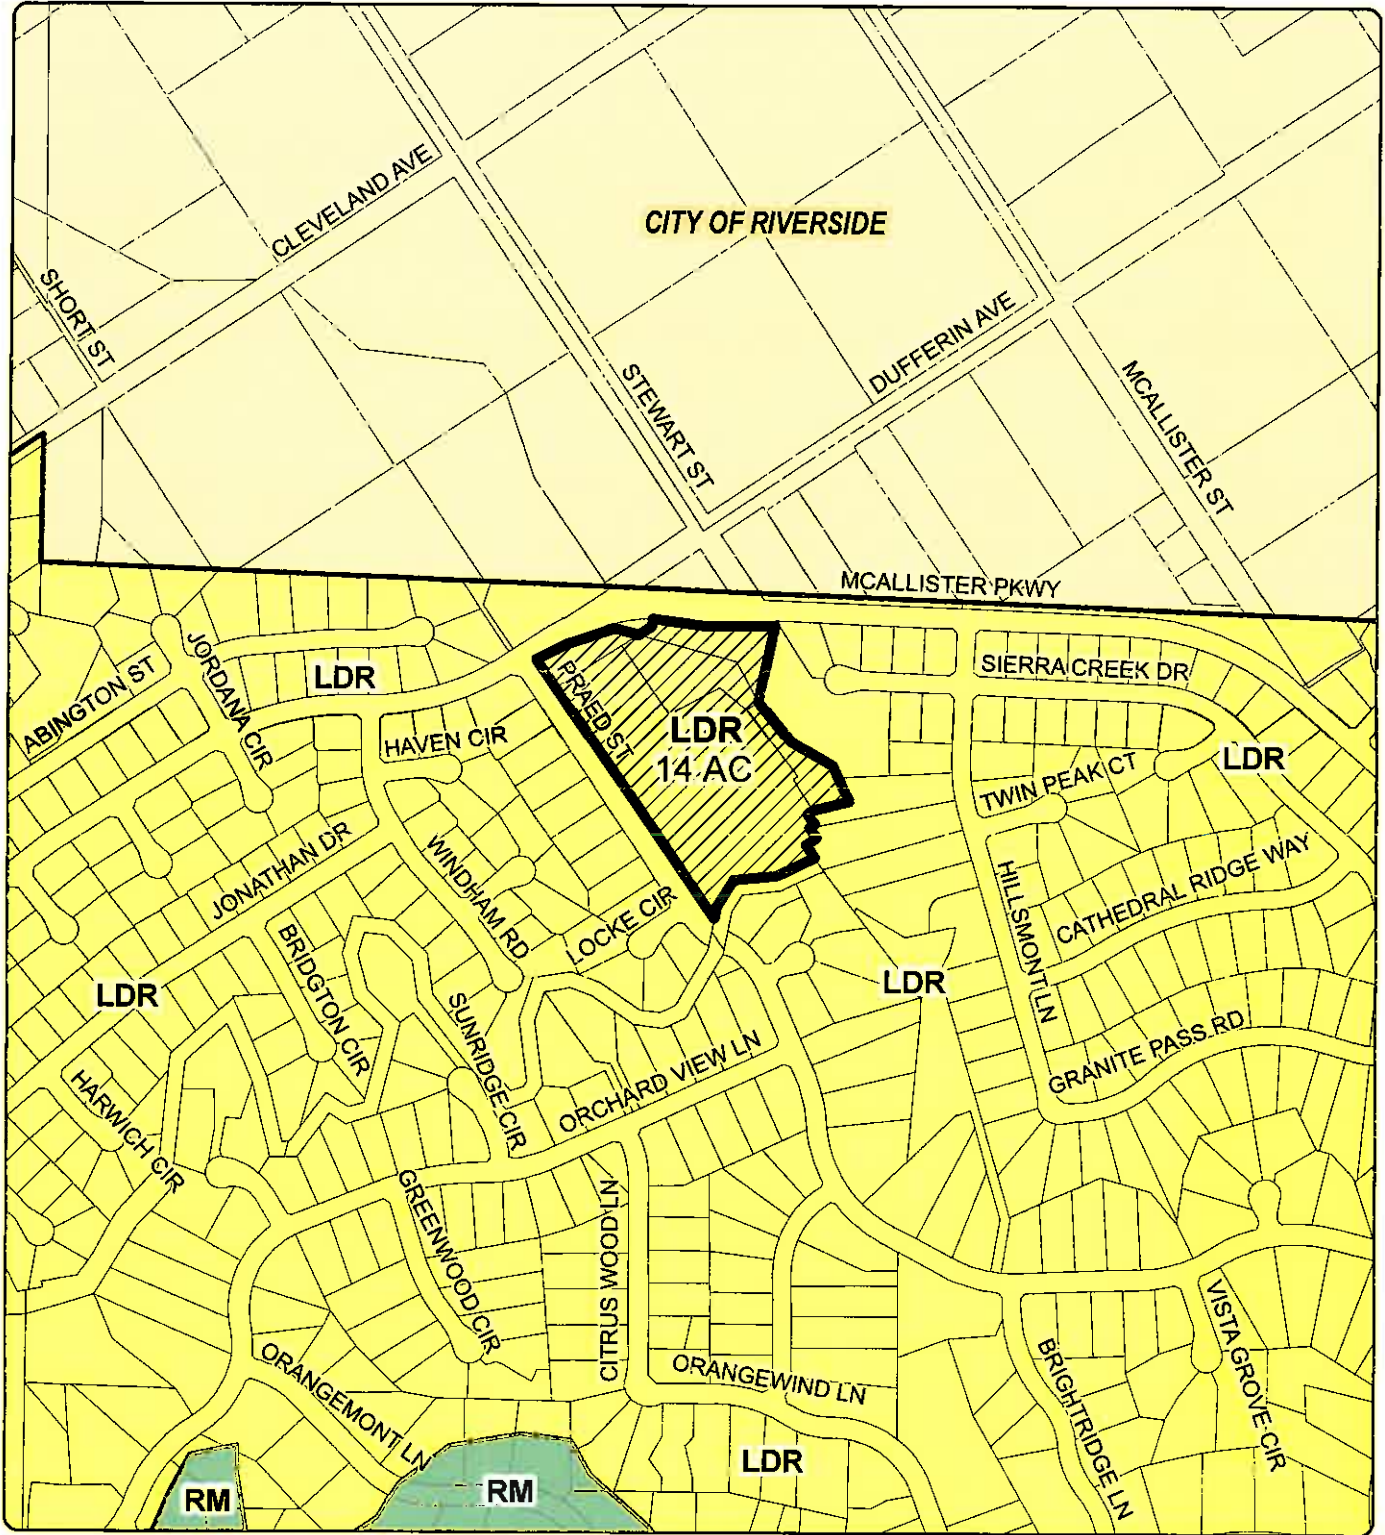 CLEVELAND AVE
CITY OF RIVERSIDE
SHORT ST
DUFFERIN AVE
STEWART ST
MCALLISTER ST
MCALLISTER PKWY
JORDANA CIR
ABINGTON ST
LDR
PRAED ST
SIERRA CREEK DR
HAVEN CIR
LDR
14 AC
LDR
TWIN PEAK CT
JONATHAN DR
WINDHAM RD
HILLSMONT LN
CATHEDRAL RIDGE WAY
LOCKE CIR
BRIDGTON CIR
LDR
LDR
SUNRIDGE CIR
ORCHARD VIEW LN
GRANITE PASS RD
HARWICH CIR
GREENWOOD CIR
CITRUS WOOD LN
VISTA GROVE CIR
ORANGEMONT LN
ORANGEWIND LN
BRIGHTRIDGE LN
LDR
RM
RM